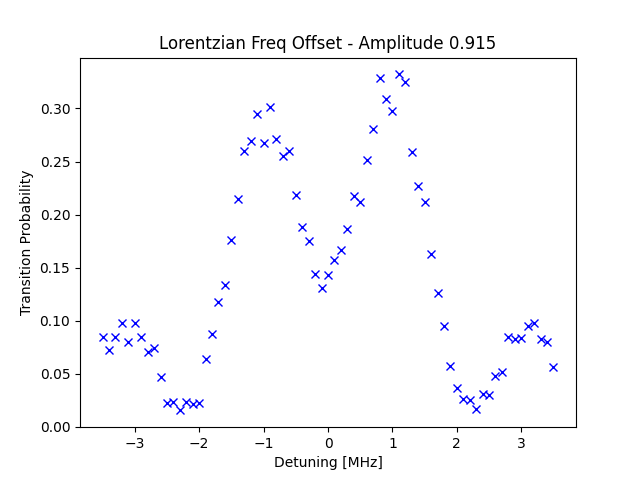 Lorentzian Freq Offset - Amplitude 0.915
Transition Probability
0.30
0.25
0.20
0.15
0.10
0.05
0.00
−3 −2 −1 0 1 2 3
Detuning [MHz]